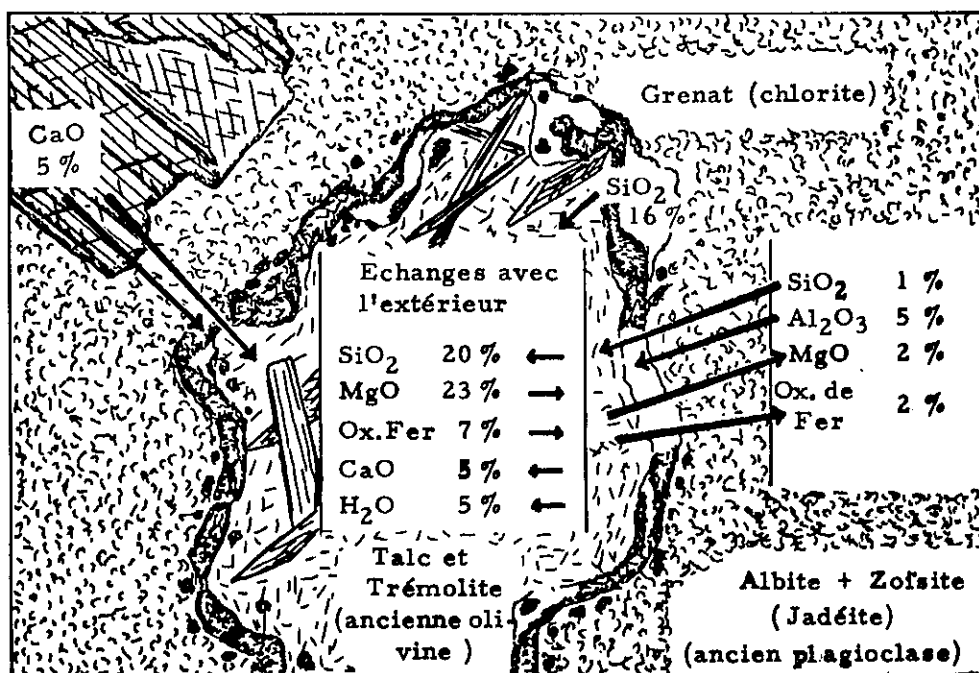 CaO
5 %
Grenat (chlorite)
SiO₂
16 %
Echanges avec
l'extérieur
SiO₂ 20 % ←
MgO 23 % →
Ox.Fer 7 % →
CaO 5 % ←
H₂O 5 % ←
SiO₂ 1 %
Al₂O₃ 5 %
MgO 2 %
Ox. de
Fer 2 %
Talc et
Trémolite
(ancienne oli-
vine )
Albite + Zoïsite
(Jadéite)
(ancien plagioclase)